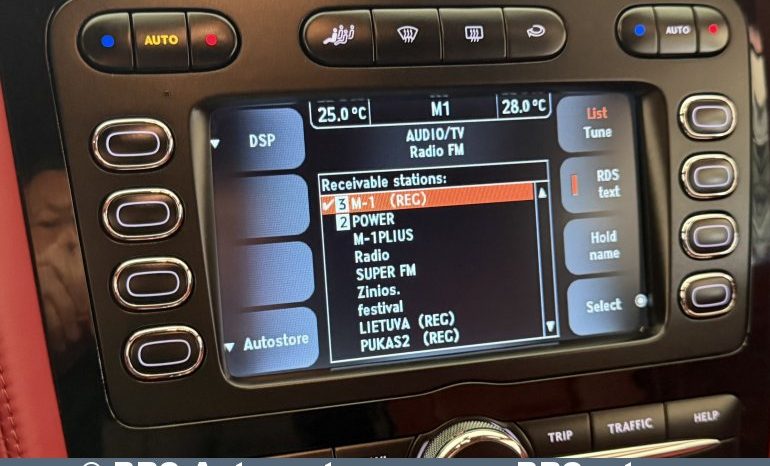 AUTO
AUTO
25.0°C
M1
28.0°C
DSP
AUDIO/TV
Radio FM
List
Tune
Receivable stations:
✓ 3 M-1 (REG)
2 POWER
M-1PLIUS
Radio
SUPER FM
Zinios.
festival
LIETUVA (REG)
PUKAS2 (REG)
RDS
text
Hold
name
Select
Autostore
TRIP
TRAFFIC
HELP